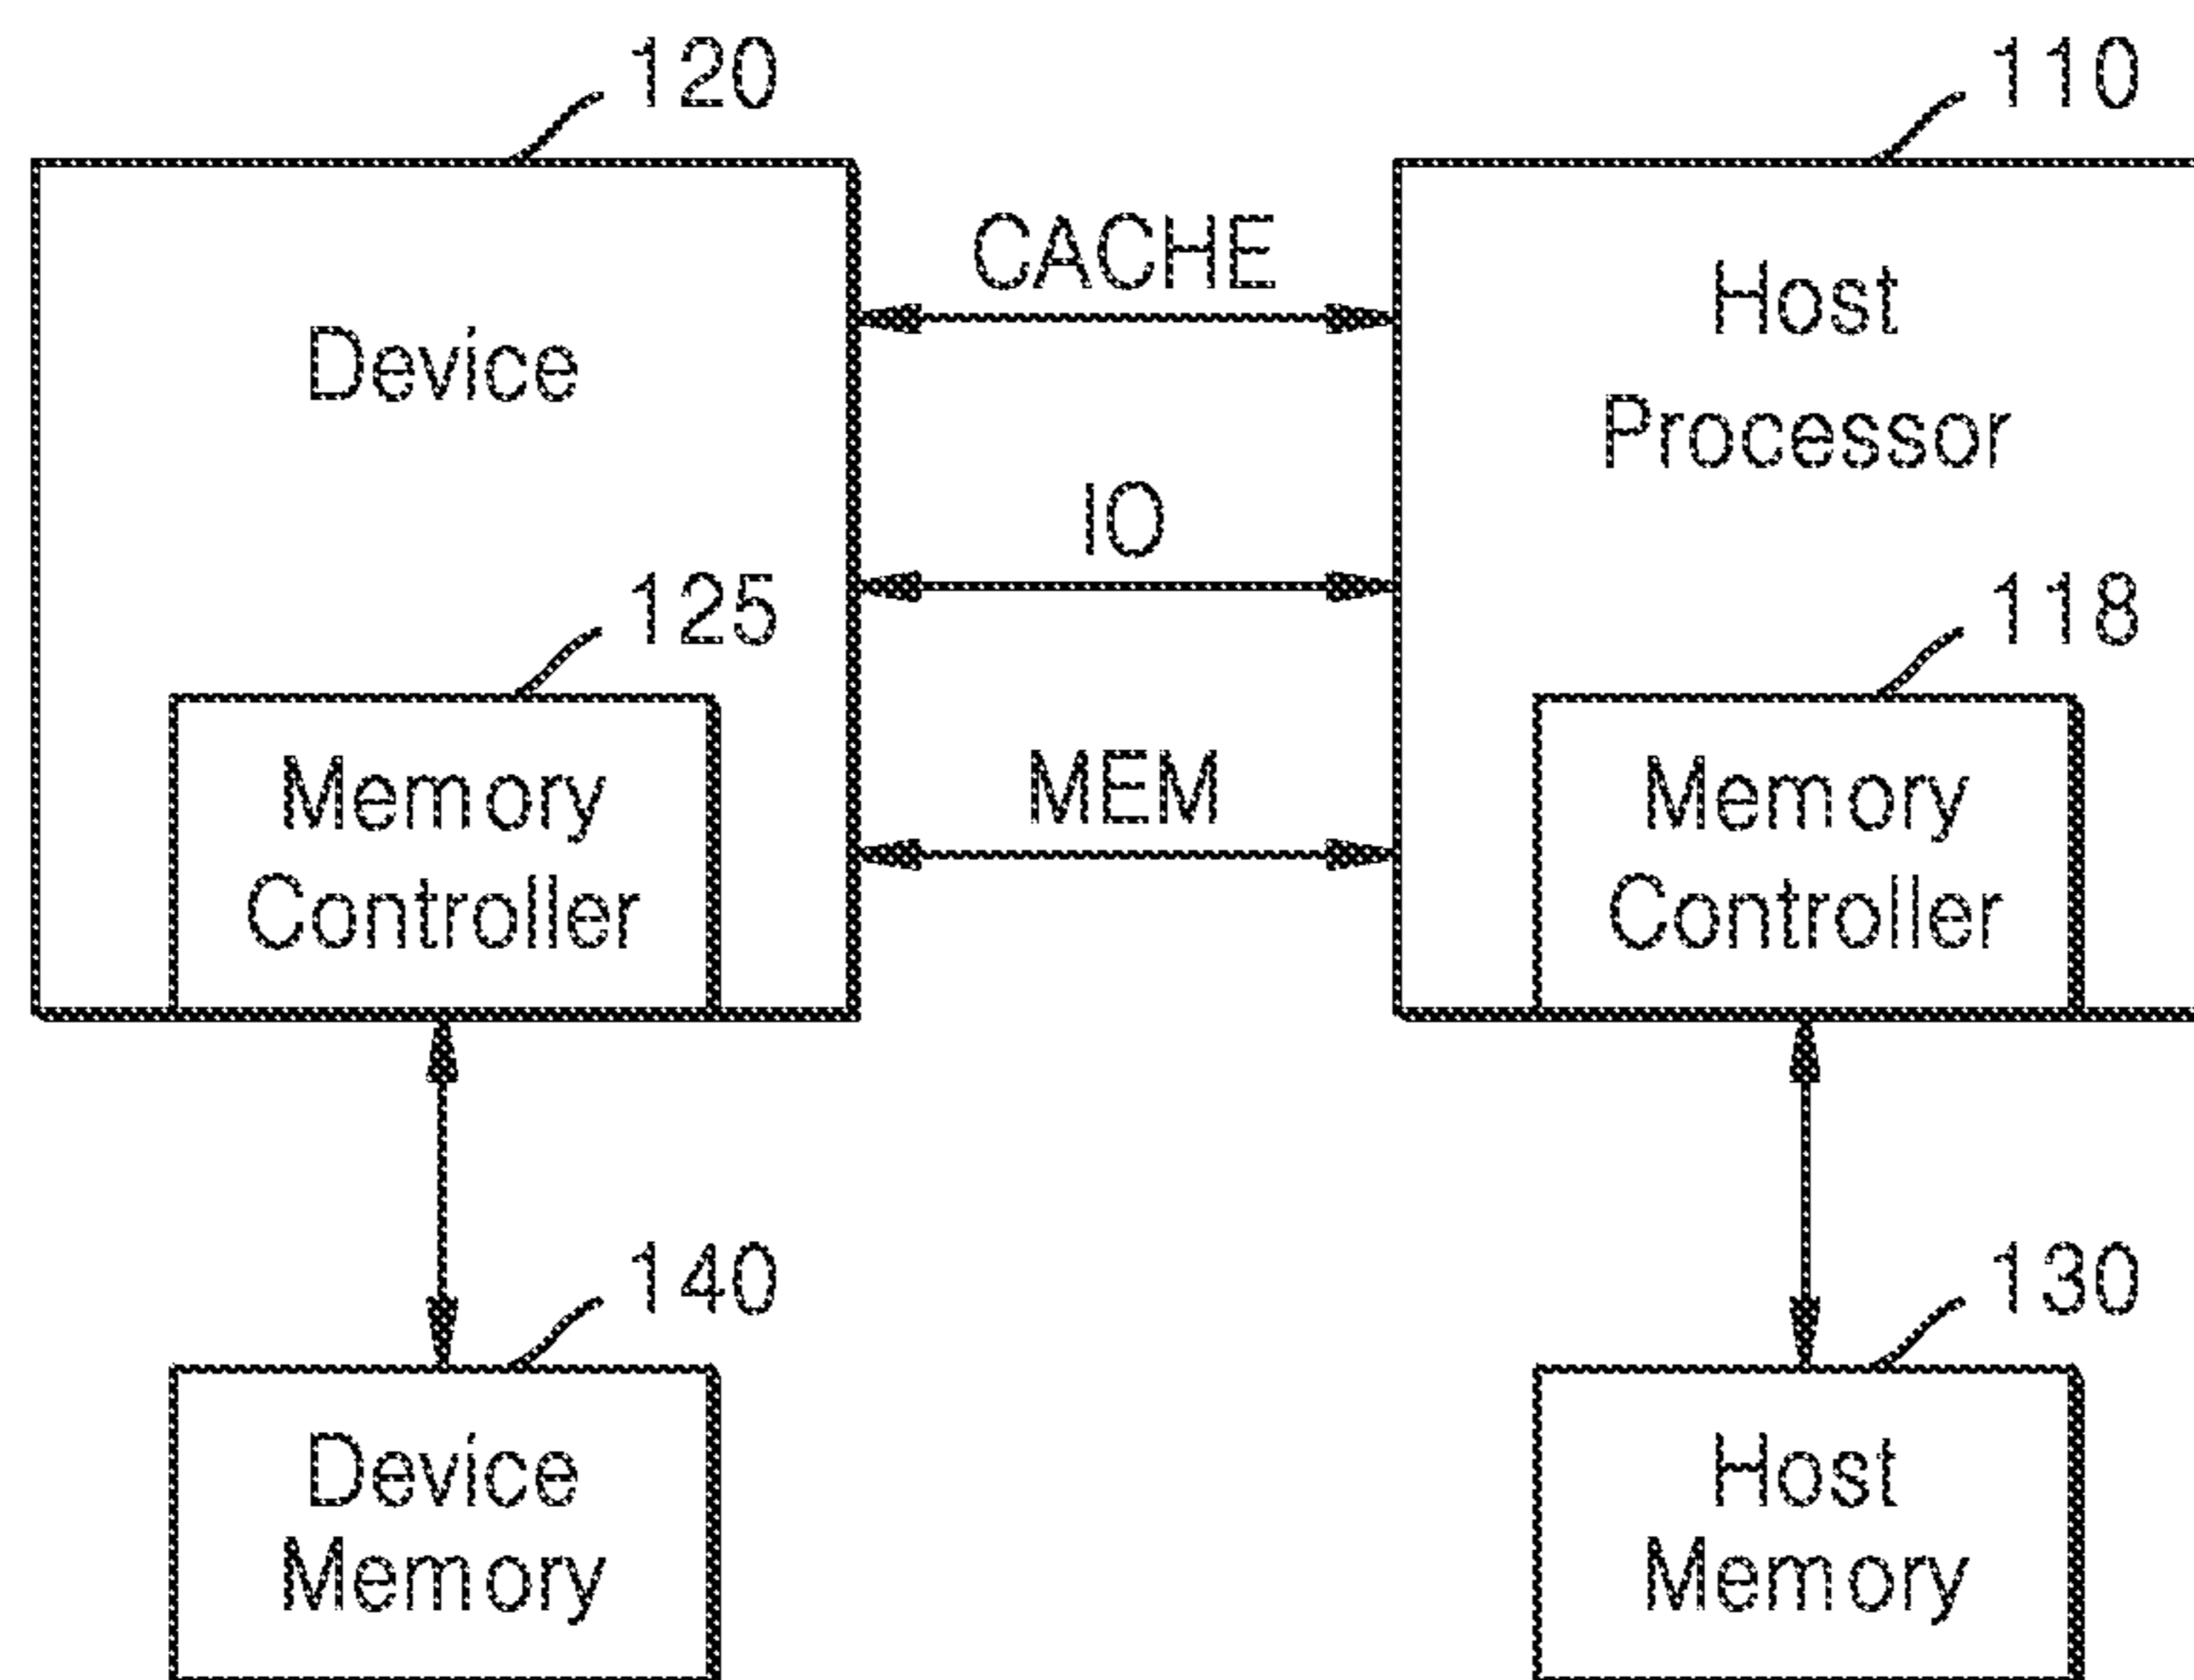 120
110
Device
CACHE
Host
Processor
IO
125
118
Memory
Controller
MEM
Memory
Controller
140
130
Device
Memory
Host
Memory